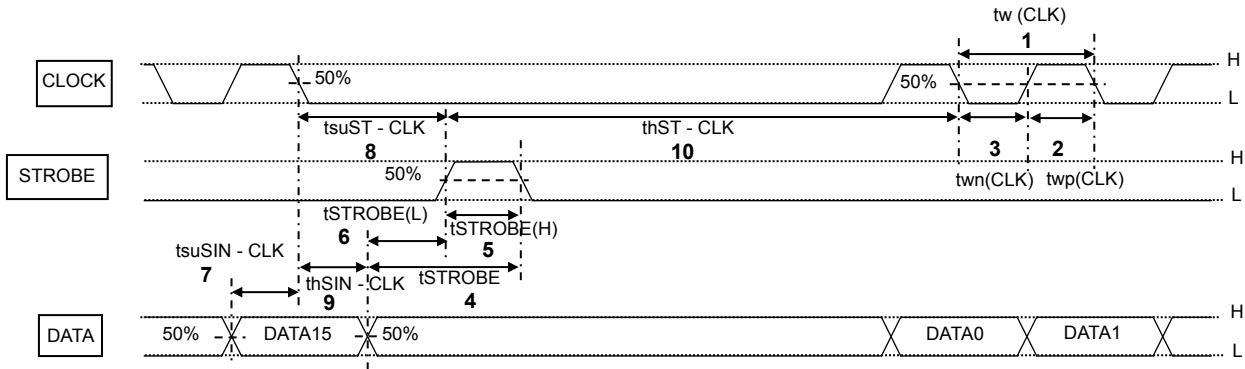 tw (CLK)
1
H
CLOCK
50%
50%
L
tsuST - CLK
thST - CLK
8
10
3
2
H
STROBE
50%
twn(CLK)
twp(CLK)
L
tSTROBE(L)
tSTROBE(H)
6
5
tsuSIN - CLK
7
thSIN - CLK
tSTROBE
9
4
H
DATA
50%
DATA15
50%
DATA0
DATA1
L